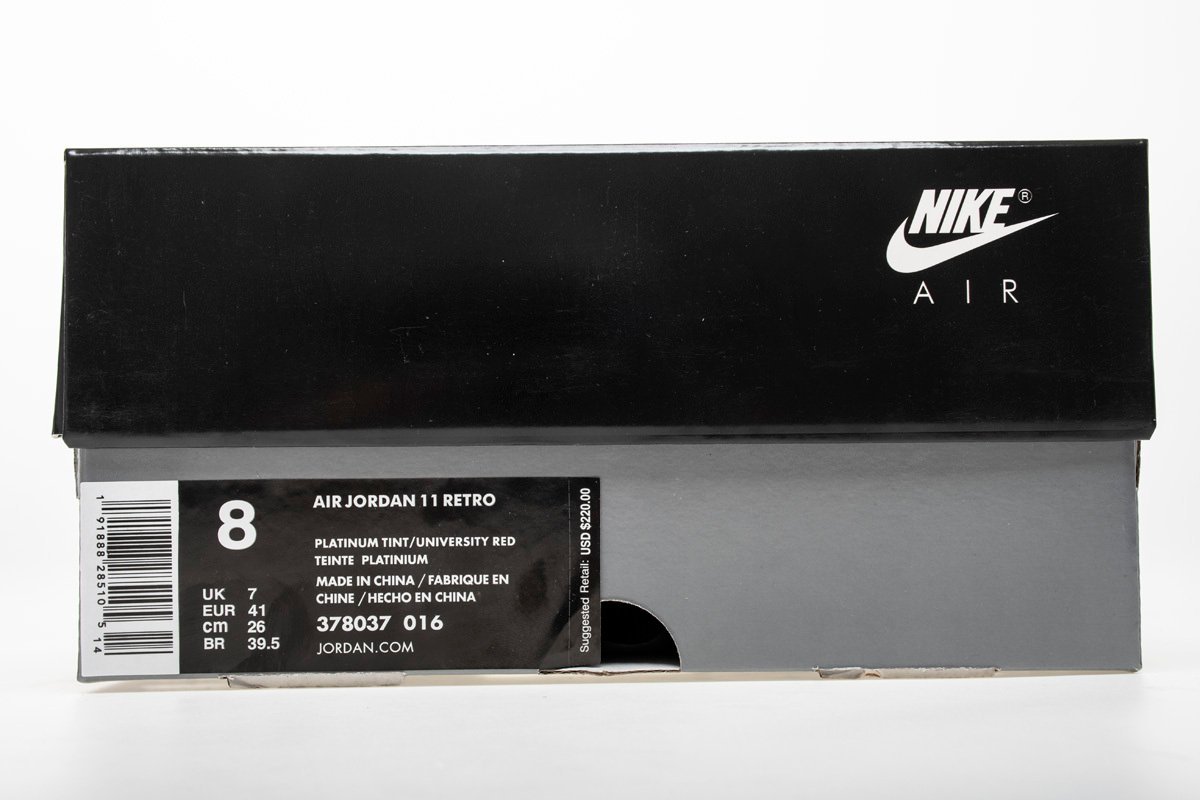 NIKE®
AIR
1 91888 28510 5 14
8
UK 7
EUR 41
cm 26
BR 39.5
AIR JORDAN 11 RETRO
PLATINUM TINT/UNIVERSITY RED
TEINTE PLATINIUM
MADE IN CHINA / FABRIQUE EN
CHINE / HECHO EN CHINA
378037 016
JORDAN.COM
Suggested Retail: USD $220.00